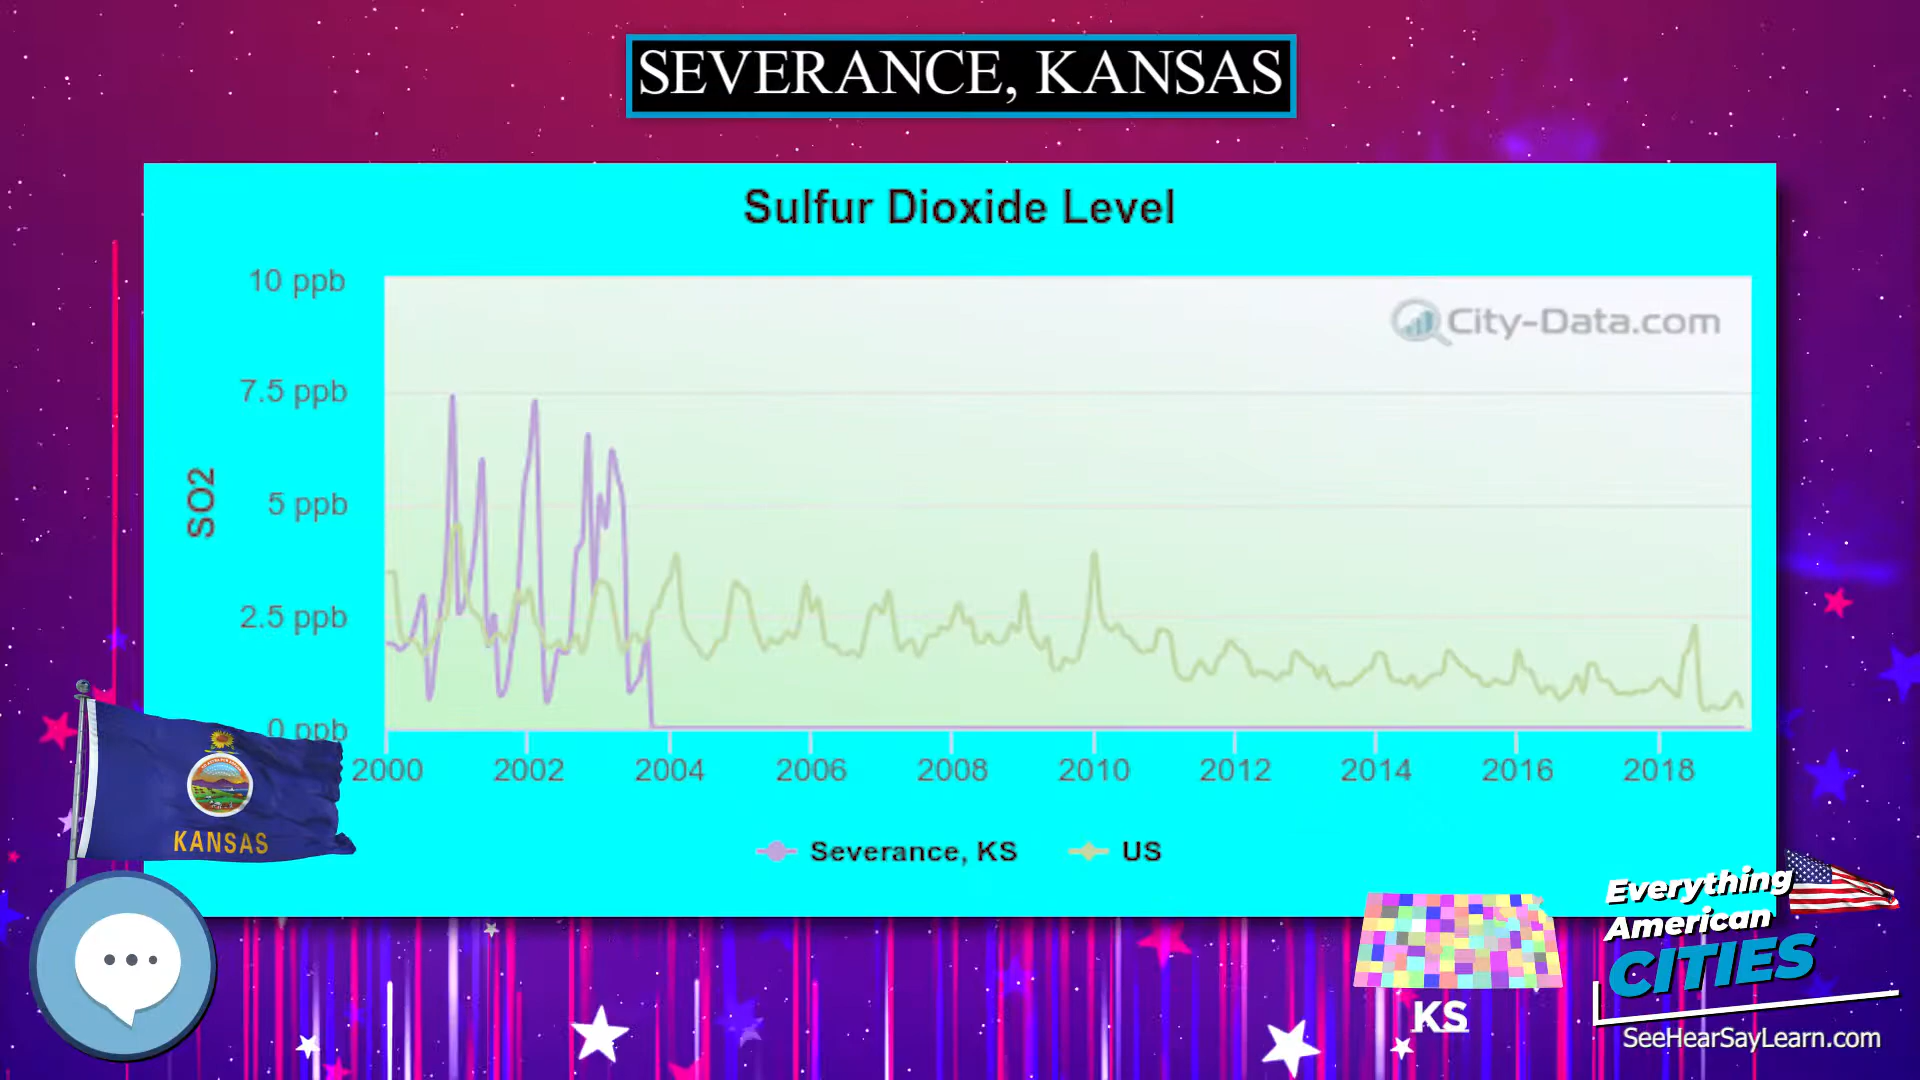 SEVERANCE, KANSAS
Sulfur Dioxide Level
10 ppb
City-Data.com
7.5 ppb
5 ppb
SO2
2.5 ppb
0 ppb
2000 2002 2004 2006 2008 2010 2012 2014 2016 2018
KANSAS
Severance, KS US
Everything
American
CITIES
KS
SeeHearSayLearn.com